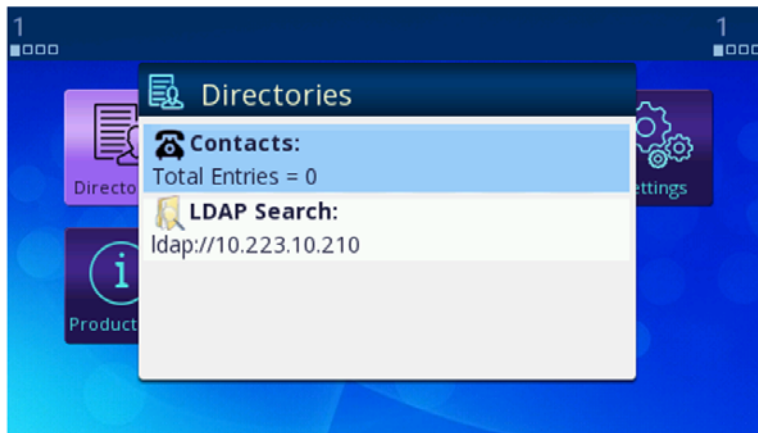 1
1
Directories
Directo
Contacts:
Total Entries = 0
ettings
LDAP Search:
ldap://10.223.10.210
Product